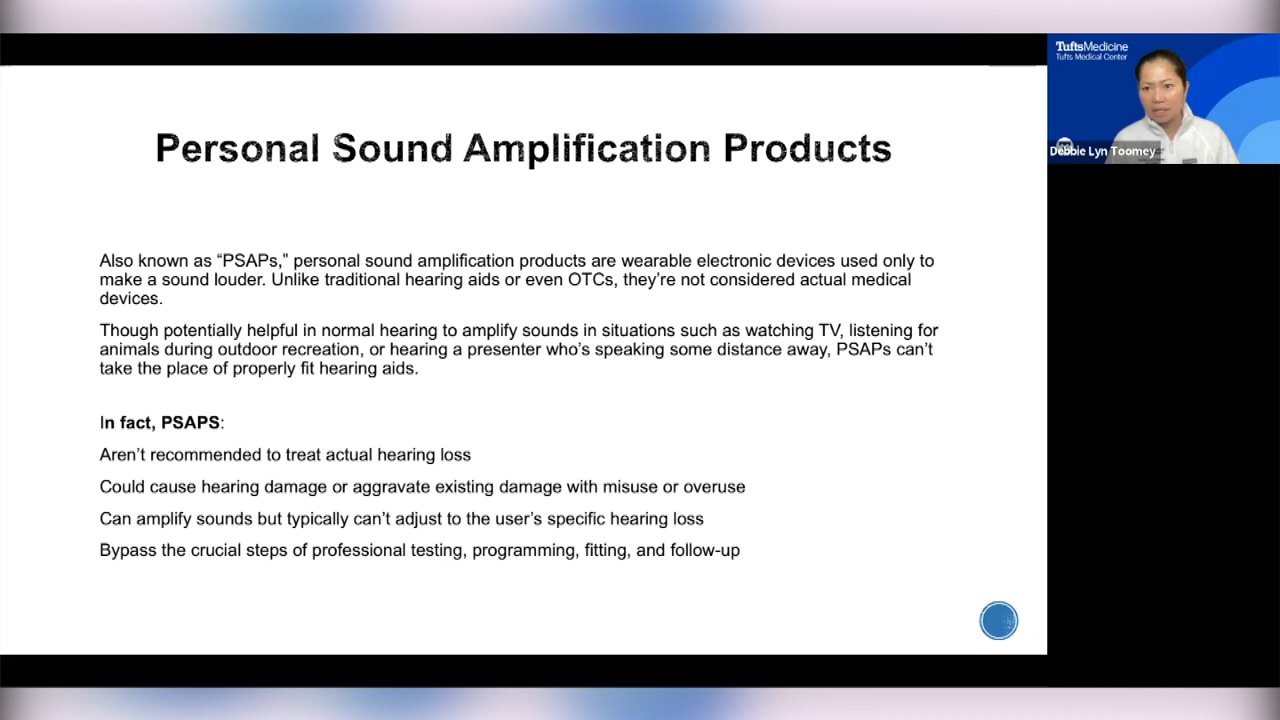 Personal Sound Amplification Products
Also known as “PSAPs,” personal sound amplification products are wearable electronic devices used only to
make a sound louder. Unlike traditional hearing aids or even OTCs, they’re not considered actual medical
devices.
Though potentially helpful in normal hearing to amplify sounds in situations such as watching TV, listening for
animals during outdoor recreation, or hearing a presenter who’s speaking some distance away, PSAPs can’t
take the place of properly fit hearing aids.
In fact, PSAPS:
Aren’t recommended to treat actual hearing loss
Could cause hearing damage or aggravate existing damage with misuse or overuse
Can amplify sounds but typically can’t adjust to the user’s specific hearing loss
Bypass the crucial steps of professional testing, programming, fitting, and follow-up
TuftsMedicine
Tufts Medical Center
Debbie Lyn Toomey